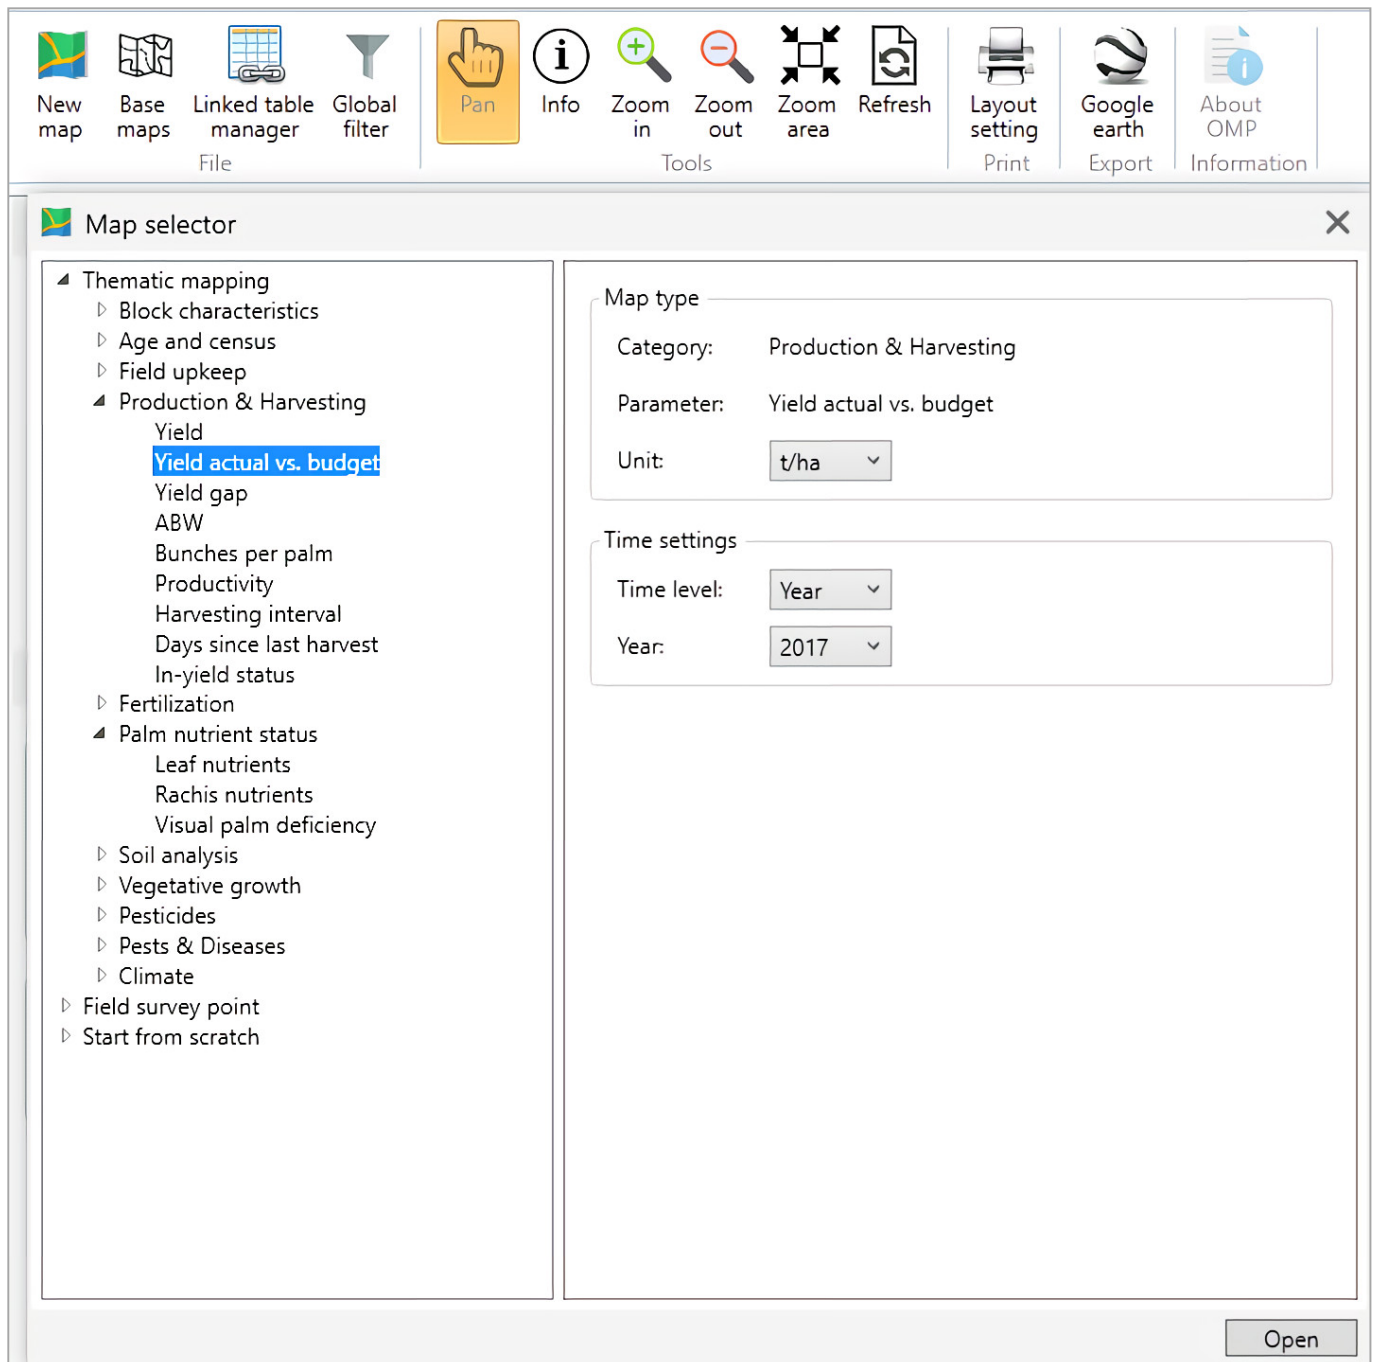 New map
Base maps
Linked table manager
Global filter
File
Pan
Info
Zoom in
Zoom out
Zoom area
Refresh
Tools
Layout setting
Print
Google earth
Export
About OMP
Information
Map selector
Thematic mapping
Block characteristics
Age and census
Field upkeep
Production & Harvesting
Yield
Yield actual vs. budget
Yield gap
ABW
Bunches per palm
Productivity
Harvesting interval
Days since last harvest
In-yield status
Fertilization
Palm nutrient status
Leaf nutrients
Rachis nutrients
Visual palm deficiency
Soil analysis
Vegetative growth
Pesticides
Pests & Diseases
Climate
Field survey point
Start from scratch
Map type
Category: Production & Harvesting
Parameter: Yield actual vs. budget
Unit: t/ha
Time settings
Time level: Year
Year: 2017
Open